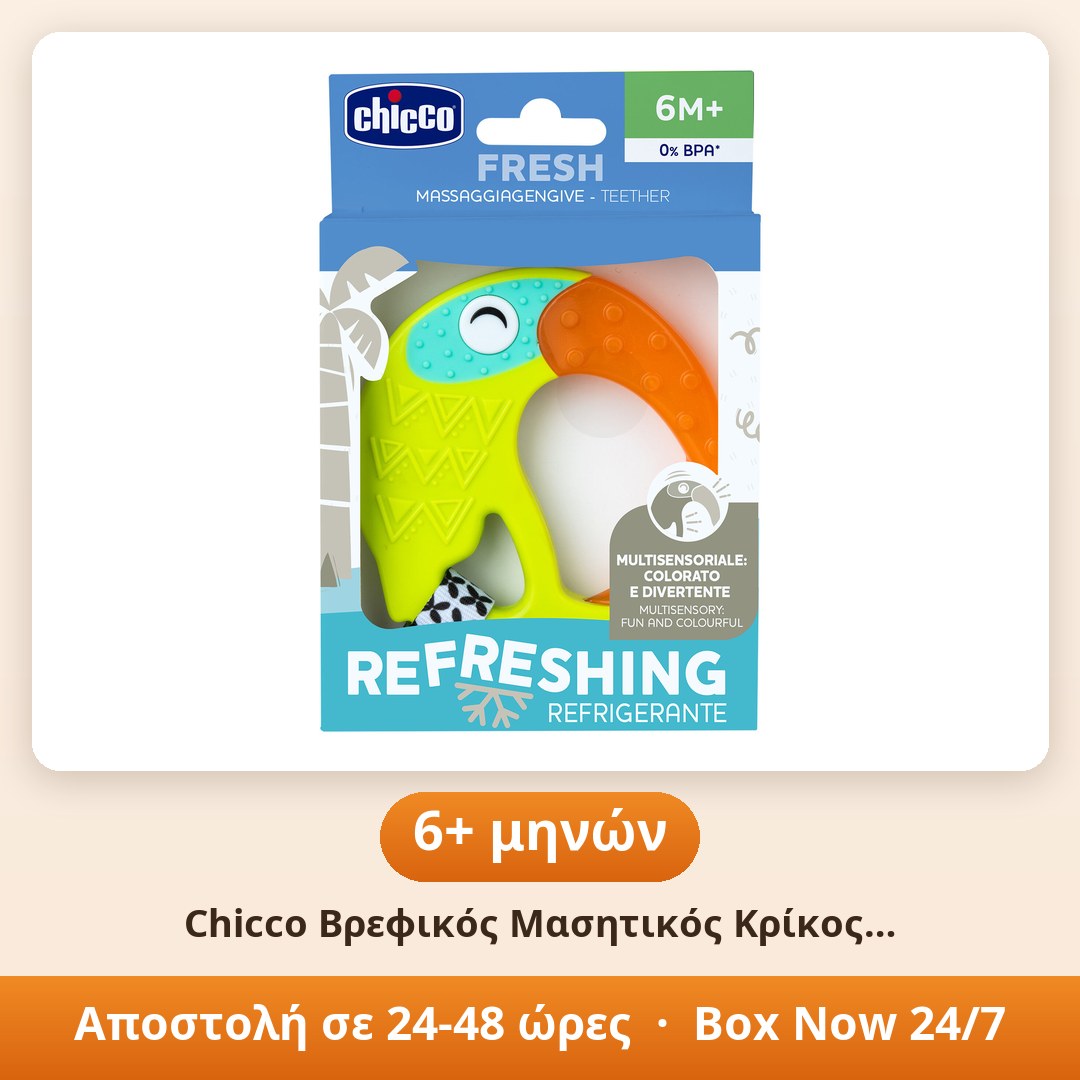 chicco
6M+
0% BPA*
FRESH
MASSAGGIAGENGIVE - TEETHER
MULTISENSORIALE:
COLORATO
E DIVERTENTE
MULTISENSORY:
FUN AND COLOURFUL
REFRESHING
REFRIGERANTE
6+ μηνών
Chicco Βρεφικός Μασητικός Κρίκος...
Αποστολή σε 24-48 ώρες · Box Now 24/7